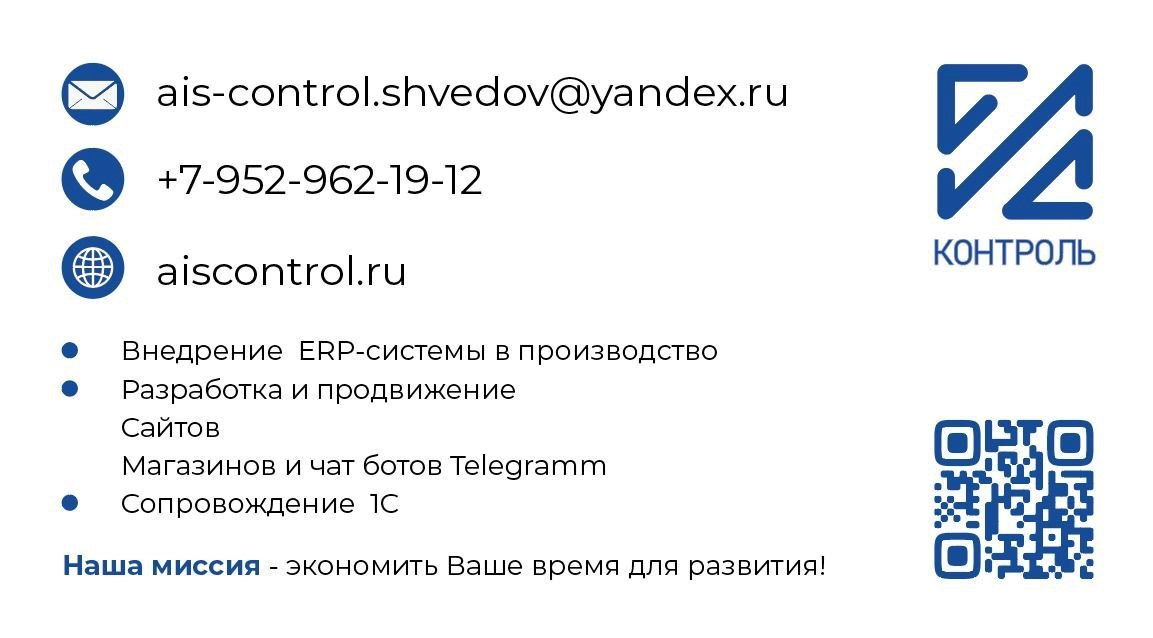 ais-control.shvedov@yandex.ru
+7-952-962-19-12
aiscontrol.ru
КОНТРОЛЬ
Внедрение  ERP-системы в производство
Разработка и продвижение
Сайтов
Магазинов и чат ботов Telegramm
Сопровождение  1С
Наша миссия - экономить Ваше время для развития!